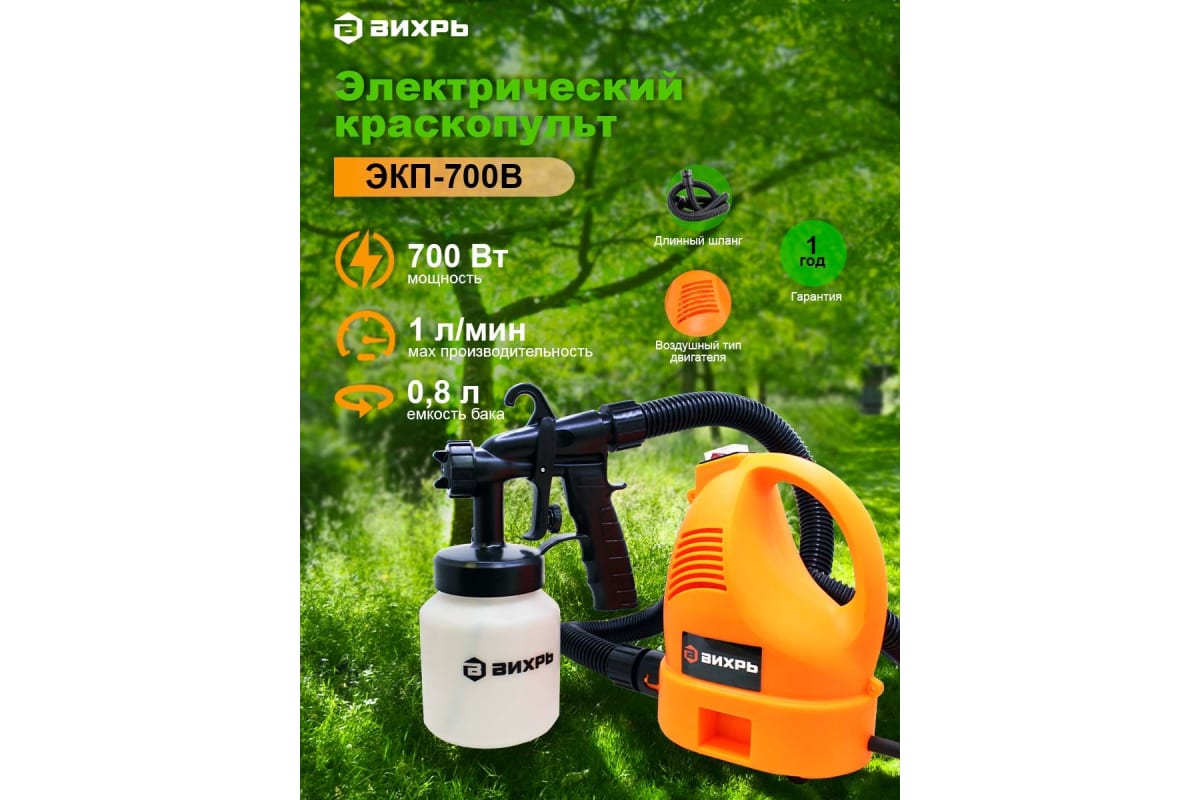 ВИХРЬ
Электрический
краскопульт
ЭКП-700В
700 Вт
мощность
1 л/мин
мах производительность
0,8 л
емкость бака
Длинный шланг
1
год
Гарантия
Воздушный тип
двигателя
ВИХРЬ
ВИХРЬ